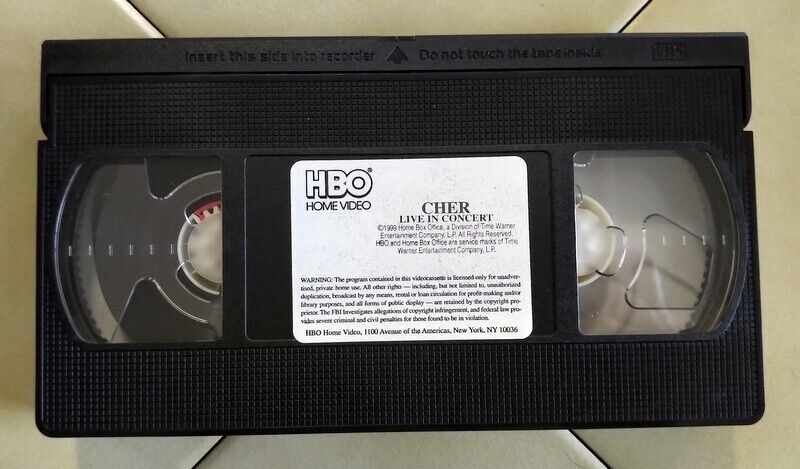 Insert this side into recorder Do not touch the tape inside VHS
HBO®
HOME VIDEO
CHER
LIVE IN CONCERT
©1999 Home Box Office, a Division of Time Warner
Entertainment Company, L.P. All Rights Reserved.
HBO and Home Box Office are service marks of Time
Warner Entertainment Company, L.P.
WARNING: The program contained in this videocassette is licensed only for unadver-
tised, private home use. All other rights — including, but not limited to, unauthorized
duplication, broadcast by any means, rental or loan circulation for profit-making and/or
library purposes, and all forms of public display — are retained by the copyright pro-
prietor. The FBI Investigates allegations of copyright infringement, and federal law pro-
vides severe criminal and civil penalties for those found to be in violation.
HBO Home Video, 1100 Avenue of the Americas, New York, NY 10036